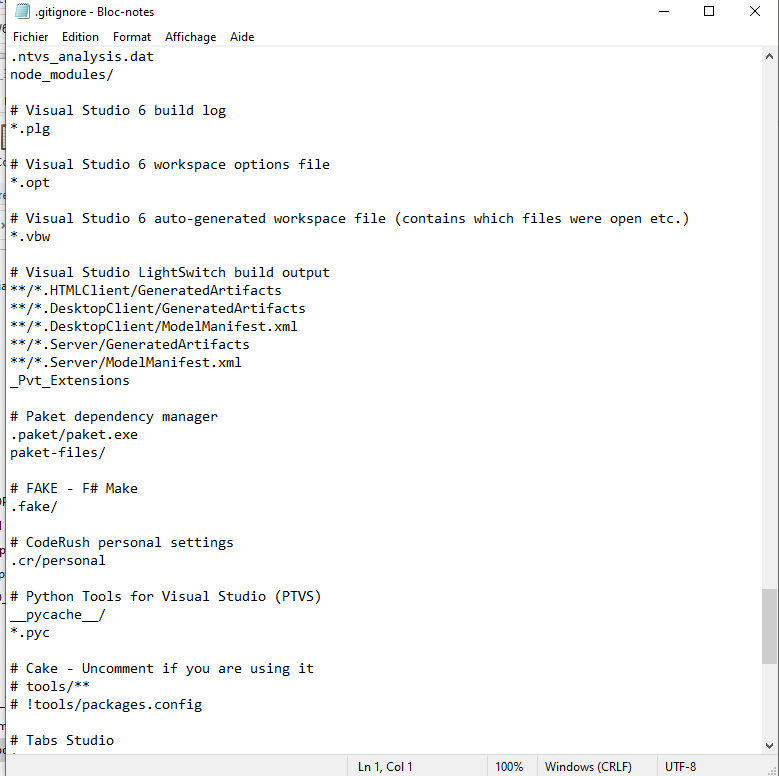 .gitignore - Bloc-notes
Fichier Edition Format Affichage Aide
.ntvs_analysis.dat
node_modules/

# Visual Studio 6 build log
*.plg

# Visual Studio 6 workspace options file
*.opt

# Visual Studio 6 auto-generated workspace file (contains which files were open etc.)
*.vbw

# Visual Studio LightSwitch build output
**/*.HTMLClient/GeneratedArtifacts
**/*.DesktopClient/GeneratedArtifacts
**/*.DesktopClient/ModelManifest.xml
**/*.Server/GeneratedArtifacts
**/*.Server/ModelManifest.xml
_Pvt_Extensions

# Paket dependency manager
.paket/paket.exe
paket-files/

# FAKE - F# Make
.fake/

# CodeRush personal settings
.cr/personal

# Python Tools for Visual Studio (PTVS)
__pycache__/
*.pyc

# Cake - Uncomment if you are using it
# tools/**
# !tools/packages.config

# Tabs Studio
Ln 1, Col 1 100% Windows (CRLF) UTF-8